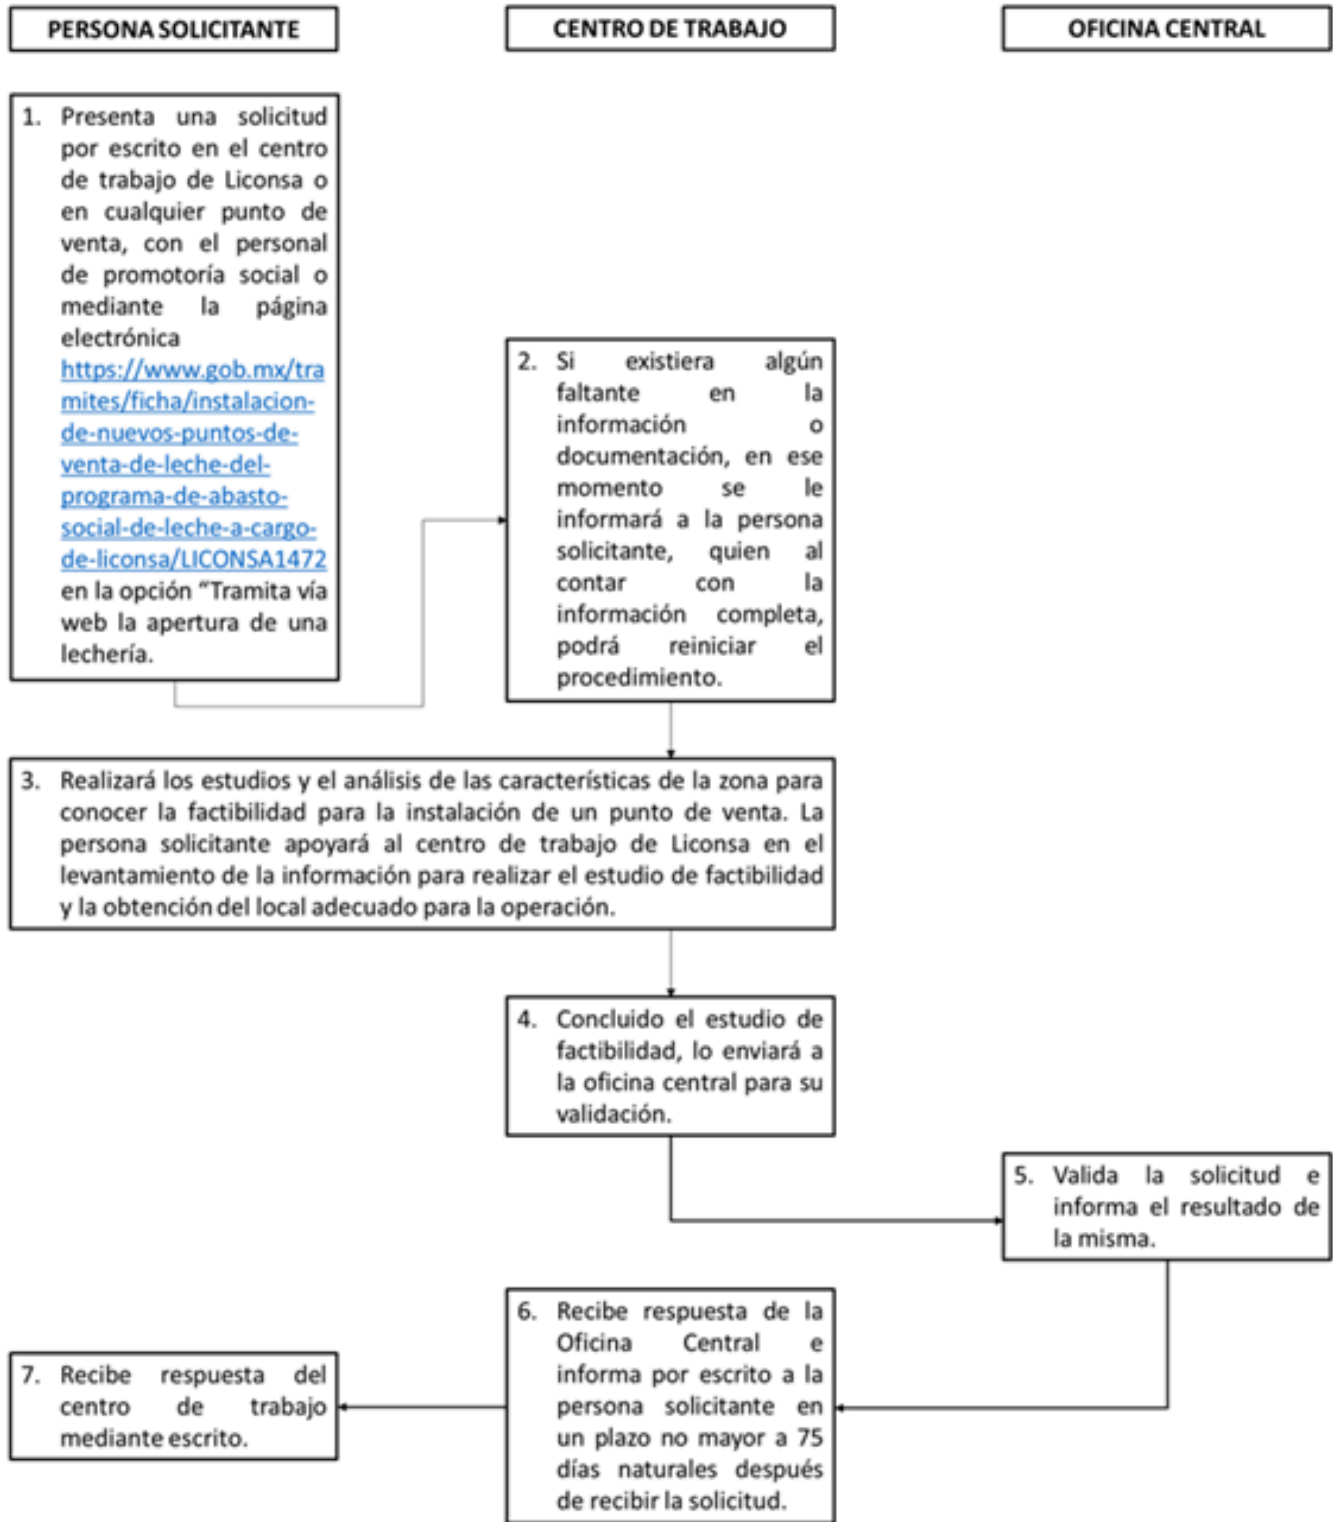 PERSONA SOLICITANTE
CENTRO DE TRABAJO
OFICINA CENTRAL
1. Presenta una solicitud
por escrito en el centro
de trabajo de Liconsa o
en cualquier punto de
venta, con el personal
de promotoría social o
mediante la página
electrónica
https://www.gob.mx/tra
mites/ficha/instalacion-
de-nuevos-puntos-de-
venta-de-leche-del-
programa-de-abasto-
social-de-leche-a-cargo-
de-liconsa/LICONSA1472
en la opción “Tramita vía
web la apertura de una
lechería.
2. Si existiera algún
faltante en la
información o
documentación, en ese
momento se le
informará a la persona
solicitante, quien al
contar con la
información completa,
podrá reiniciar el
procedimiento.
3. Realizará los estudios y el análisis de las características de la zona para
conocer la factibilidad para la instalación de un punto de venta. La
persona solicitante apoyará al centro de trabajo de Liconsa en el
levantamiento de la información para realizar el estudio de factibilidad
y la obtención del local adecuado para la operación.
4. Concluido el estudio de
factibilidad, lo enviará a
la oficina central para su
validación.
5. Valida la solicitud e
informa el resultado de
la misma.
6. Recibe respuesta de la
Oficina Central e
informa por escrito a la
persona solicitante en
un plazo no mayor a 75
días naturales después
de recibir la solicitud.
7. Recibe respuesta del
centro de trabajo
mediante escrito.